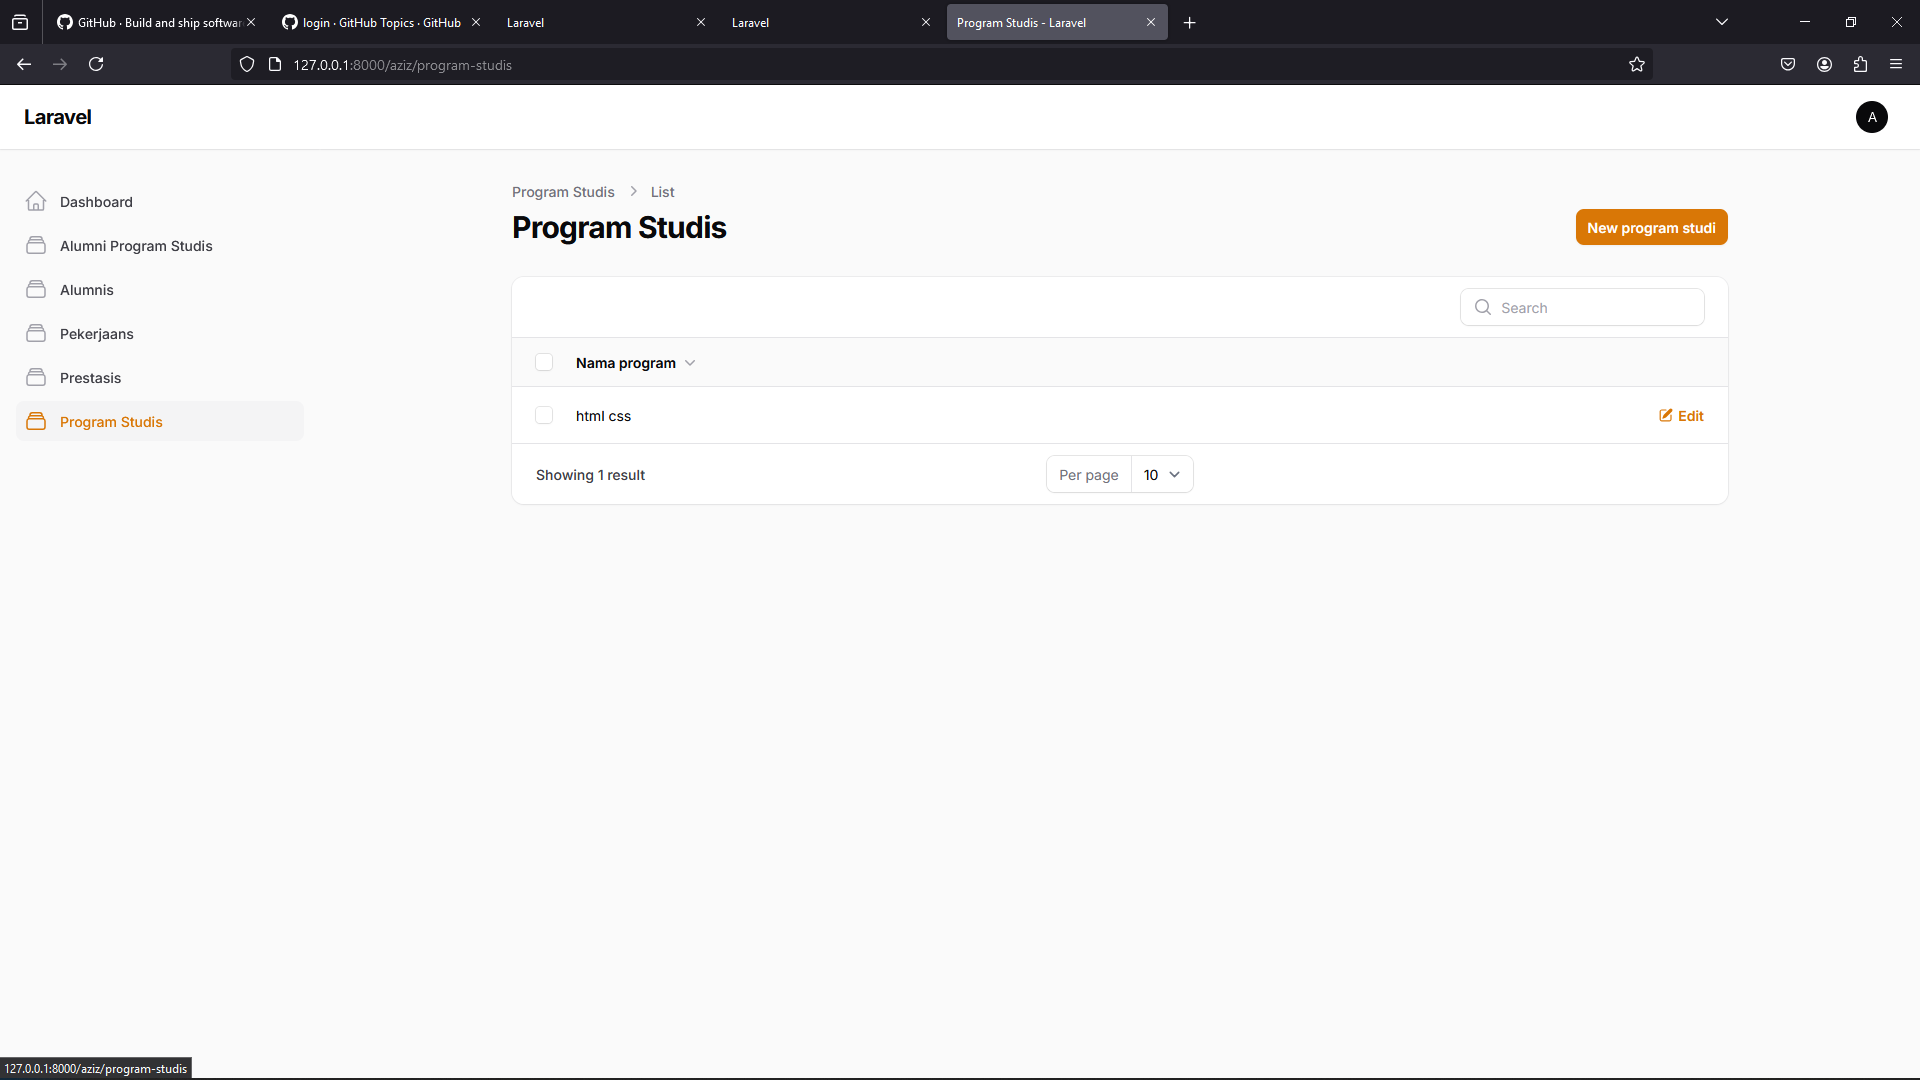 GitHub · Build and ship softwar
login · GitHub Topics · GitHub
Laravel
Laravel
Program Studis - Laravel
127.0.0.1:8000/aziz/program-studis
Laravel
A
Dashboard
Alumni Program Studis
Alumnis
Pekerjaans
Prestasis
Program Studis
Program Studis > List
Program Studis
New program studi
Search
Nama program
html css
Edit
Showing 1 result
Per page 10
127.0.0.1:8000/aziz/program-studis